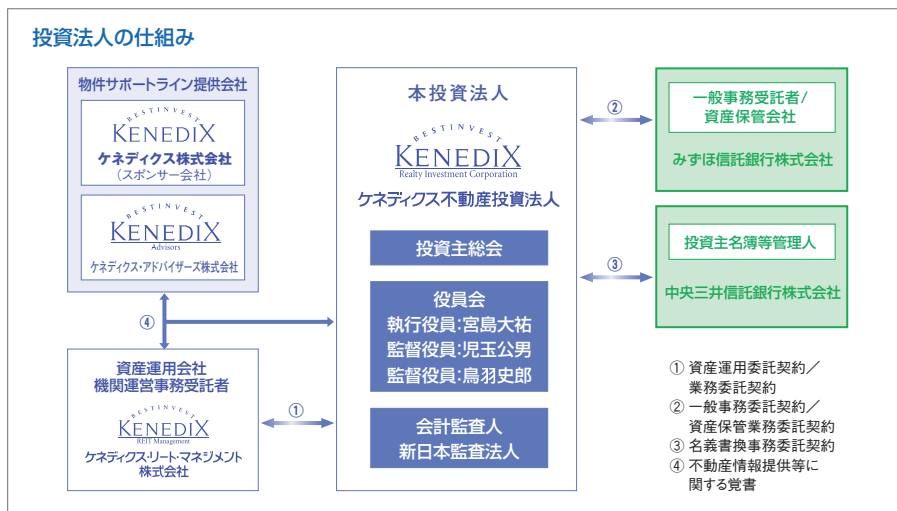 投資法人の仕組み
物件サポートライン提供会社
BESTINVEST
KENEDIX
ケネディクス株式会社
(スポンサー会社)
BESTINVEST
KENEDIX
Advisors
ケネディクス・アドバイザーズ株式会社
④
資産運用会社
機関運営事務受託者
BESTINVEST
KENEDIX
REIT Management
ケネディクス・リート・マネジメント
株式会社
①
本投資法人
BESTINVEST
KENEDIX
Realty Investment Corporation
ケネディクス不動産投資法人
投資主総会
役員会
執行役員:宮島大祐
監督役員:児玉公男
監督役員:鳥羽史郎
会計監査人
新日本監査法人
②
一般事務受託者/
資産保管会社
みずほ信託銀行株式会社
③
投資主名簿等管理人
中央三井信託銀行株式会社
① 資産運用委託契約/
業務委託契約
② 一般事務委託契約/
資産保管業務委託契約
③ 名義書換事務委託契約
④ 不動産情報提供等に
関する覚書